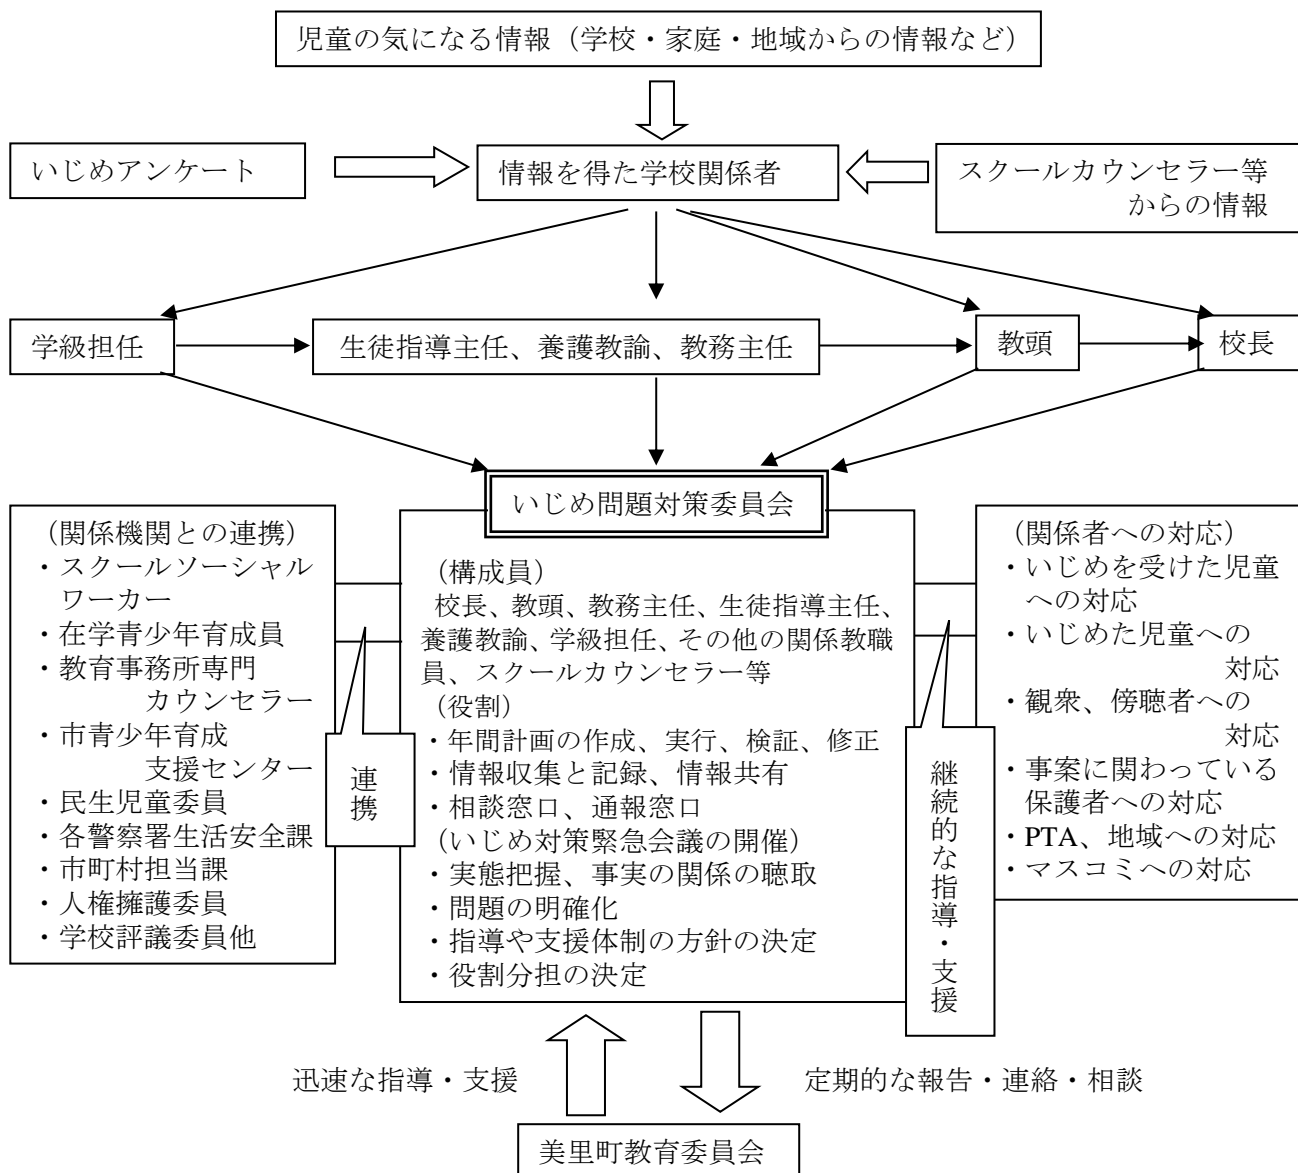 児童の気になる情報（学校・家庭・地域からの情報など）
いじめアンケート
情報を得た学校関係者
スクールカウンセラー等
からの情報
学級担任
生徒指導主任、養護教諭、教務主任
教頭
校長
いじめ問題対策委員会
（関係機関との連携）
・スクールソーシャル
ワーカー
・在学青少年育成員
・教育事務所専門
カウンセラー
・市青少年育成
支援センター
・民生児童委員
・各警察署生活安全課
・市町村担当課
・人権擁護委員
・学校評議委員他
連携
（構成員）
校長、教頭、教務主任、生徒指導主任、
養護教諭、学級担任、その他の関係教職
員、スクールカウンセラー等
（役割）
・年間計画の作成、実行、検証、修正
・情報収集と記録、情報共有
・相談窓口、通報窓口
（いじめ対策緊急会議の開催）
・実態把握、事実の関係の聴取
・問題の明確化
・指導や支援体制の方針の決定
・役割分担の決定
継続的な指導・支援
（関係者への対応）
・いじめを受けた児童
への対応
・いじめた児童への
対応
・観衆、傍聴者への
対応
・事案に関わっている
保護者への対応
・PTA、地域への対応
・マスコミへの対応
迅速な指導・支援
定期的な報告・連絡・相談
美里町教育委員会